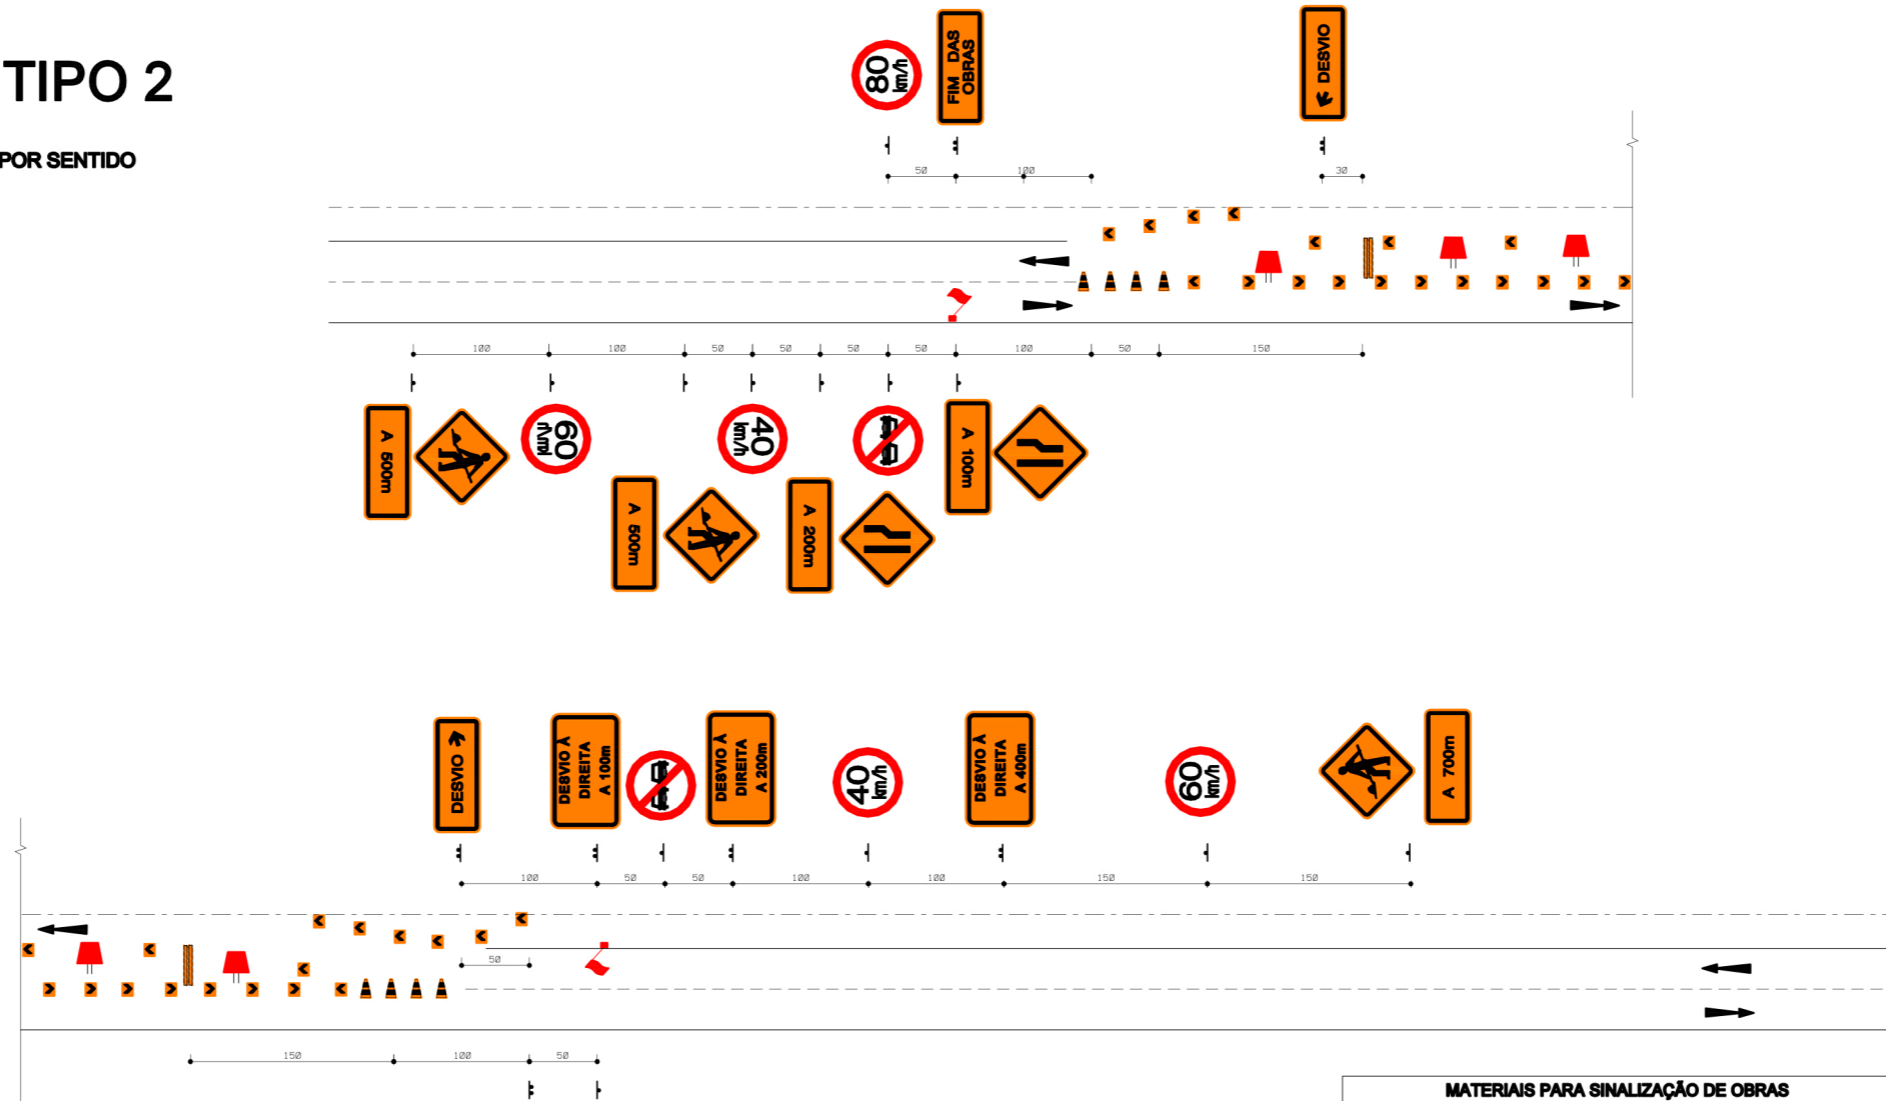 TIPO 2
POR SENTIDO
80
km/h
FIM DAS
OBRAS
DESVIO
50
100
30
100
100
50
50
50
50
100
50
150
A 500m
60
km/h
40
km/h
A 100m
A 500m
A 200m
DESVIO
DESVIO À
DIREITA
A 100m
DESVIO À
DIREITA
A 200m
40
km/h
DESVIO À
DIREITA
A 400m
60
km/h
A 700m
100
50
50
100
100
150
150
50
150
100
50
MATERIAIS PARA SINALIZAÇÃO DE OBRAS